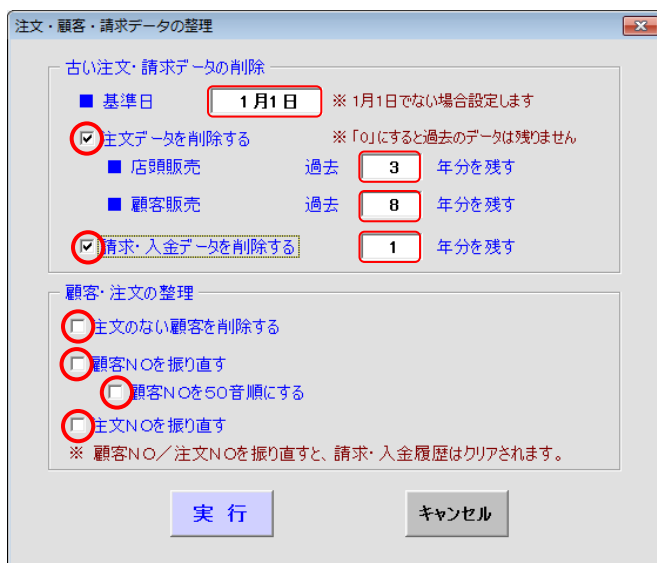 注文・顧客・請求データの整理
古い注文・請求データの削除
■ 基準日 1月1日 ※ 1月1日でない場合設定します
注文データを削除する ※「0」にすると過去のデータは残りません
■ 店頭販売 過去 3 年分を残す
■ 顧客販売 過去 8 年分を残す
請求・入金データを削除する 1 年分を残す
顧客・注文の整理
注文のない顧客を削除する
顧客NOを振り直す
顧客NOを50音順にする
注文NOを振り直す
※ 顧客NO/注文NOを振り直すと、請求・入金履歴はクリアされます。
実 行 キャンセル